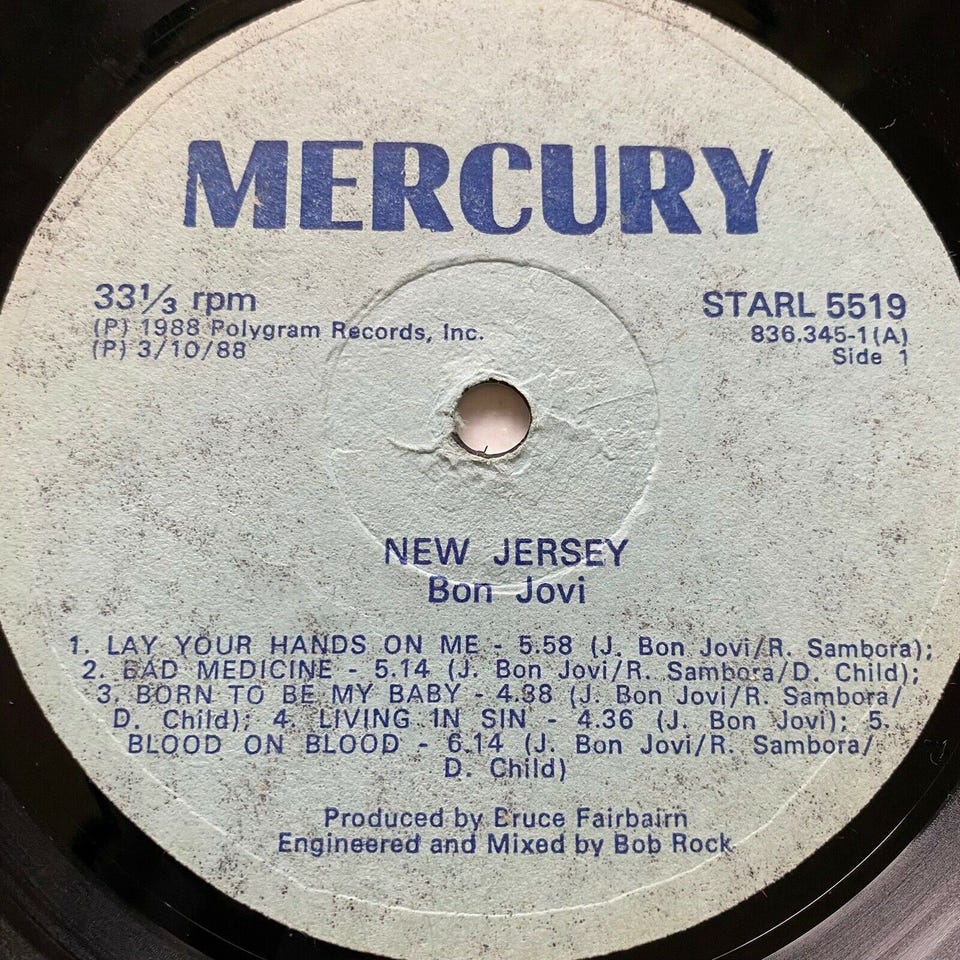 MERCURY
33⅓ rpm
(P) 1988 Polygram Records, Inc.
(P) 3/10/88
STARL 5519
836.345-1(A)
Side 1
NEW JERSEY
Bon Jovi
1. LAY YOUR HANDS ON ME - 5.58 (J. Bon Jovi/R. Sambora);
2. BAD MEDICINE - 5.14 (J. Bon Jovi/R. Sambora/D. Child);
3. BORN TO BE MY BABY - 4.38 (J. Bon Jovi/R. Sambora/
D. Child); 4. LIVING IN SIN - 4.36 (J. Bon Jovi); 5.
BLOOD ON BLOOD - 6.14 (J. Bon Jovi/R. Sambora/
D. Child)
Produced by Bruce Fairbairn
Engineered and Mixed by Bob Rock